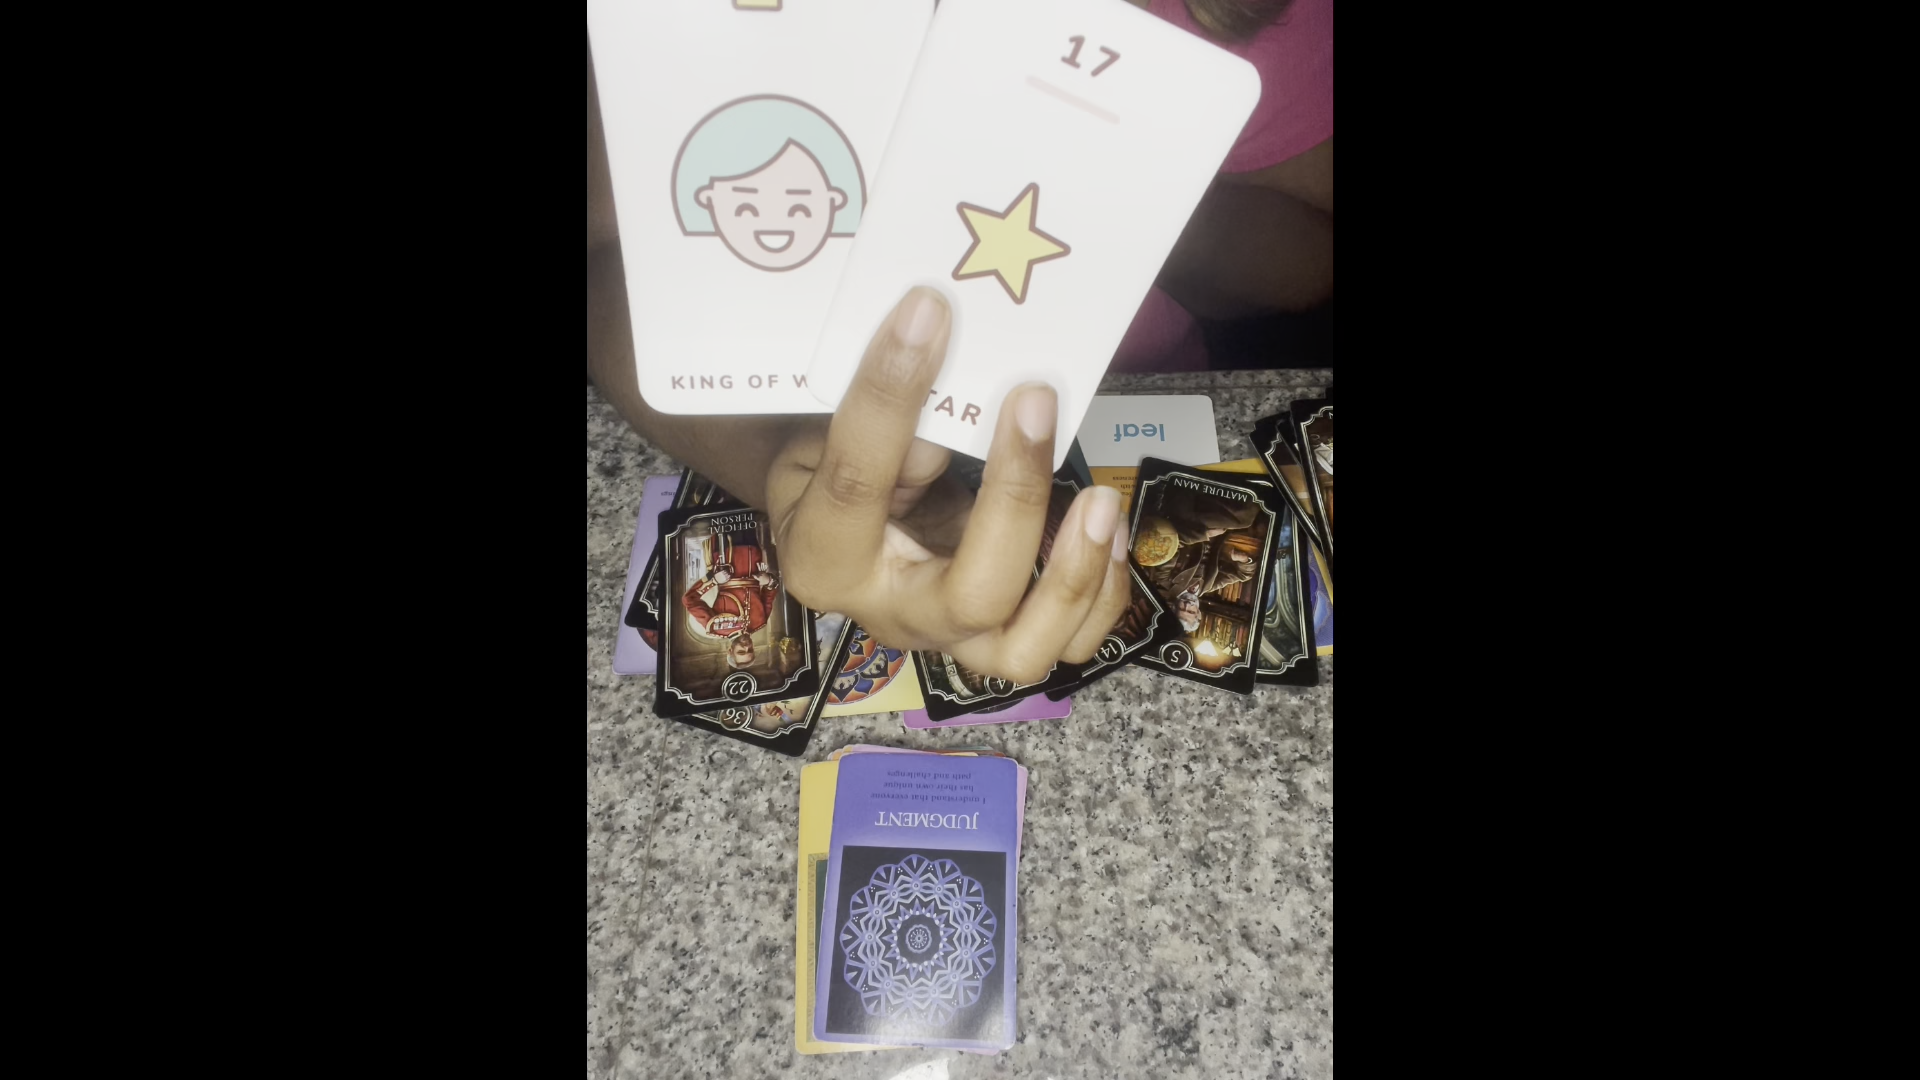 17
KING OF W
TAR
leaf
MATURE MAN
OFFICIAL
PERSON
22
36
4
14
5
I understand that everyone
has their own unique
path and challenges
JUDGMENT